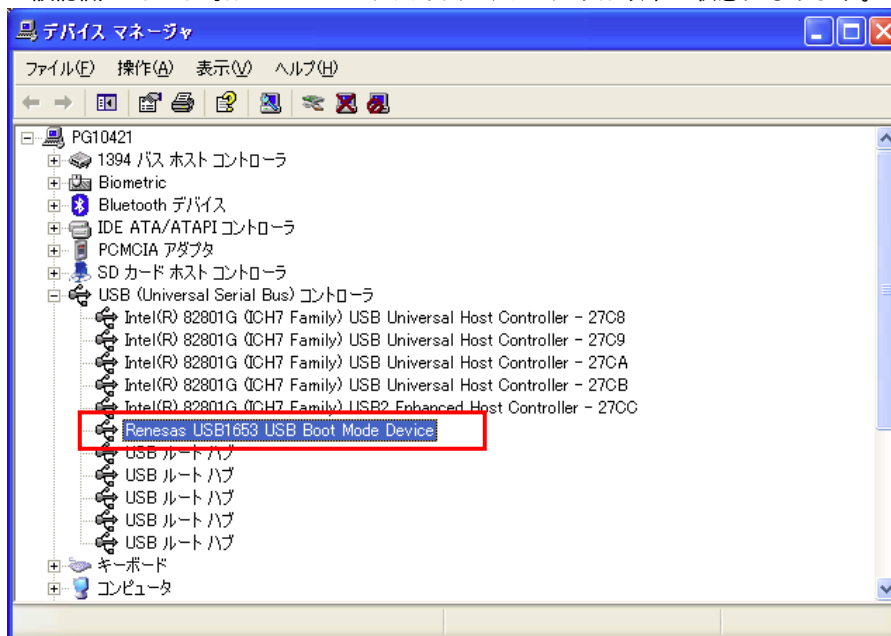 デバイス マネージャ
ファイル(F) 操作(A) 表示(V) ヘルプ(H)
PG10421
1394 バス ホスト コントローラ
Biometric
Bluetooth デバイス
IDE ATA/ATAPI コントローラ
PCMCIA アダプタ
SD カード ホスト コントローラ
USB (Universal Serial Bus) コントローラ
Intel(R) 82801G (ICH7 Family) USB Universal Host Controller - 27C8
Intel(R) 82801G (ICH7 Family) USB Universal Host Controller - 27C9
Intel(R) 82801G (ICH7 Family) USB Universal Host Controller - 27CA
Intel(R) 82801G (ICH7 Family) USB Universal Host Controller - 27CB
Intel(R) 82801G (ICH7 Family) USB2 Enhanced Host Controller - 27CC
Renesas USB1653 USB Boot Mode Device
USB ルート ハブ
USB ルート ハブ
USB ルート ハブ
USB ルート ハブ
USB ルート ハブ
キーボード
コンピュータ